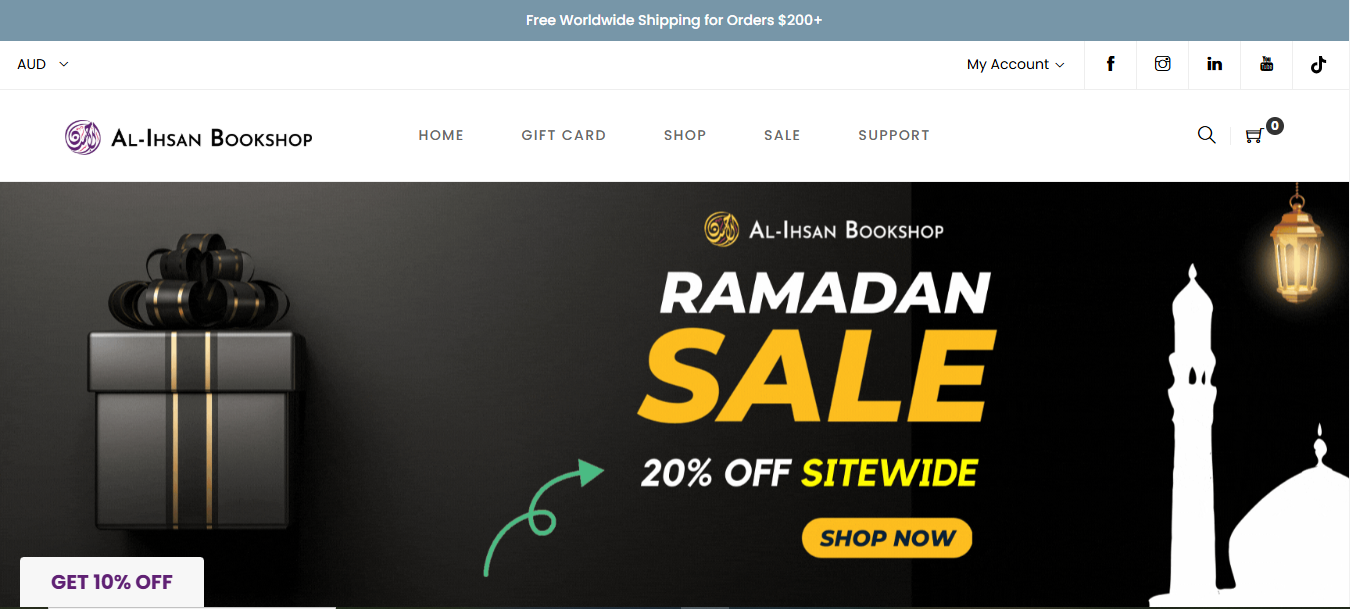 Free Worldwide Shipping for Orders $200+
AUD
My Account
AL-IHSAN BOOKSHOP
HOME
GIFT CARD
SHOP
SALE
SUPPORT
0
AL-IHSAN BOOKSHOP
RAMADAN
SALE
20% OFF SITEWIDE
SHOP NOW
GET 10% OFF